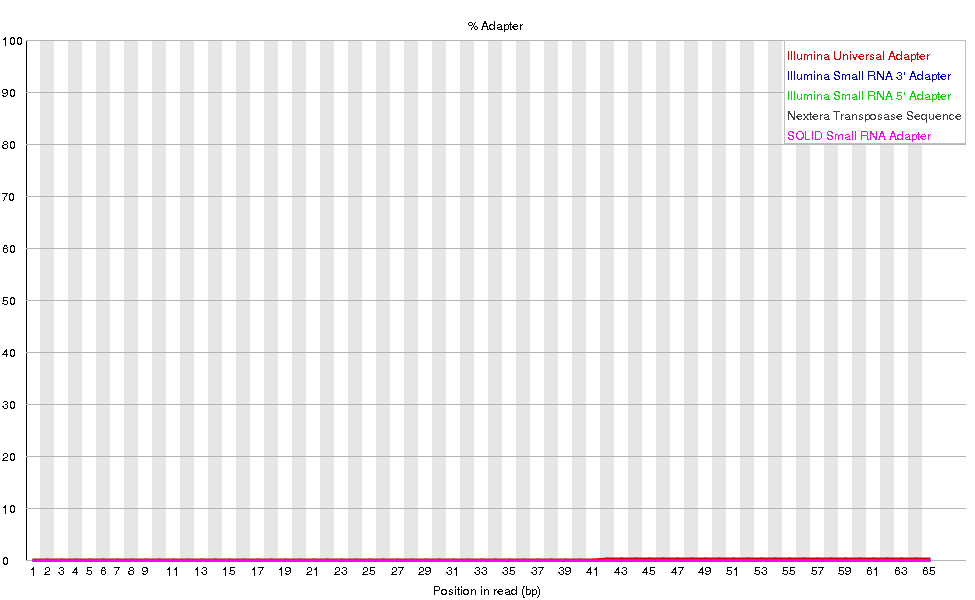 % Adapter
100
90
80
70
60
50
40
30
20
10
0
Illumina Universal Adapter
Illumina Small RNA 3' Adapter
Illumina Small RNA 5' Adapter
Nextera Transposase Sequence
SOLID Small RNA Adapter
1 2 3 4 5 6 7 8 9 11 13 15 17 19 21 23 25 27 29 31 33 35 37 39 41 43 45 47 49 51 53 55 57 59 61 63 65
Position in read (bp)